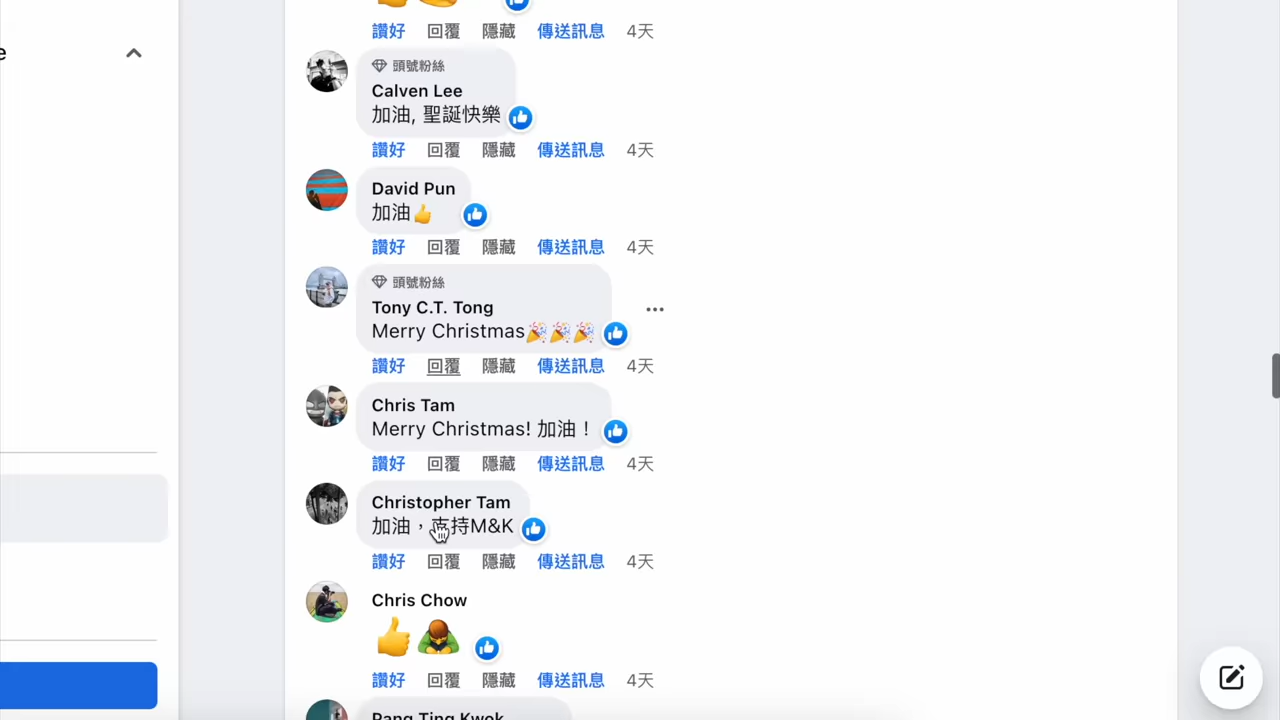 e
讚好 回覆 隱藏 傳送訊息 4天
頭號粉絲
Calven Lee
加油, 聖誕快樂
讚好 回覆 隱藏 傳送訊息 4天
David Pun
加油👍
讚好 回覆 隱藏 傳送訊息 4天
頭號粉絲
Tony C.T. Tong
Merry Christmas🎉🎉🎉
讚好 回覆 隱藏 傳送訊息 4天
Chris Tam
Merry Christmas! 加油！
讚好 回覆 隱藏 傳送訊息 4天
Christopher Tam
加油，支持M&K
讚好 回覆 隱藏 傳送訊息 4天
Chris Chow
讚好 回覆 隱藏 傳送訊息 4天
Pang Ting Kwok